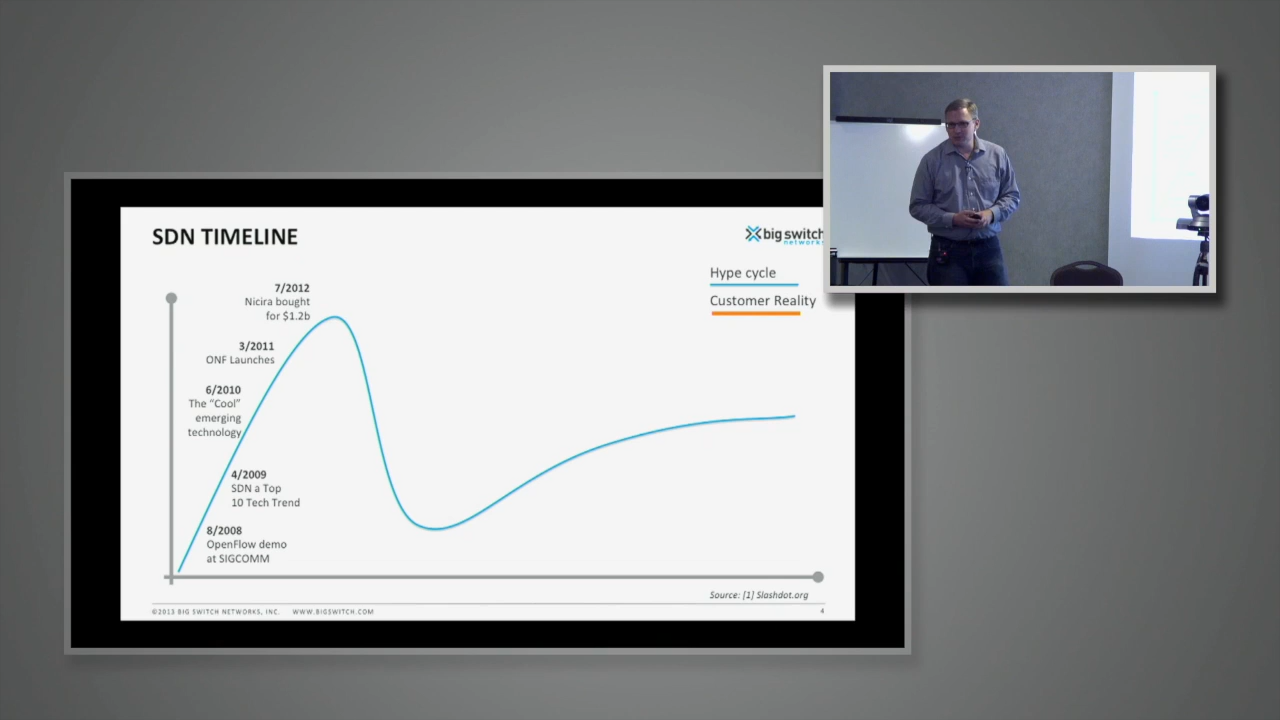 SDN TIMELINE
big switch
networks
Hype cycle
Customer Reality
7/2012
Nicira bought
for $1.2b
3/2011
ONF Launches
6/2010
The “Cool”
emerging
technology
4/2009
SDN a Top
10 Tech Trend
8/2008
OpenFlow demo
at SIGCOMM
Source: [1] Slashdot.org
©2013 BIG SWITCH NETWORKS, INC. WWW.BIGSWITCH.COM
4